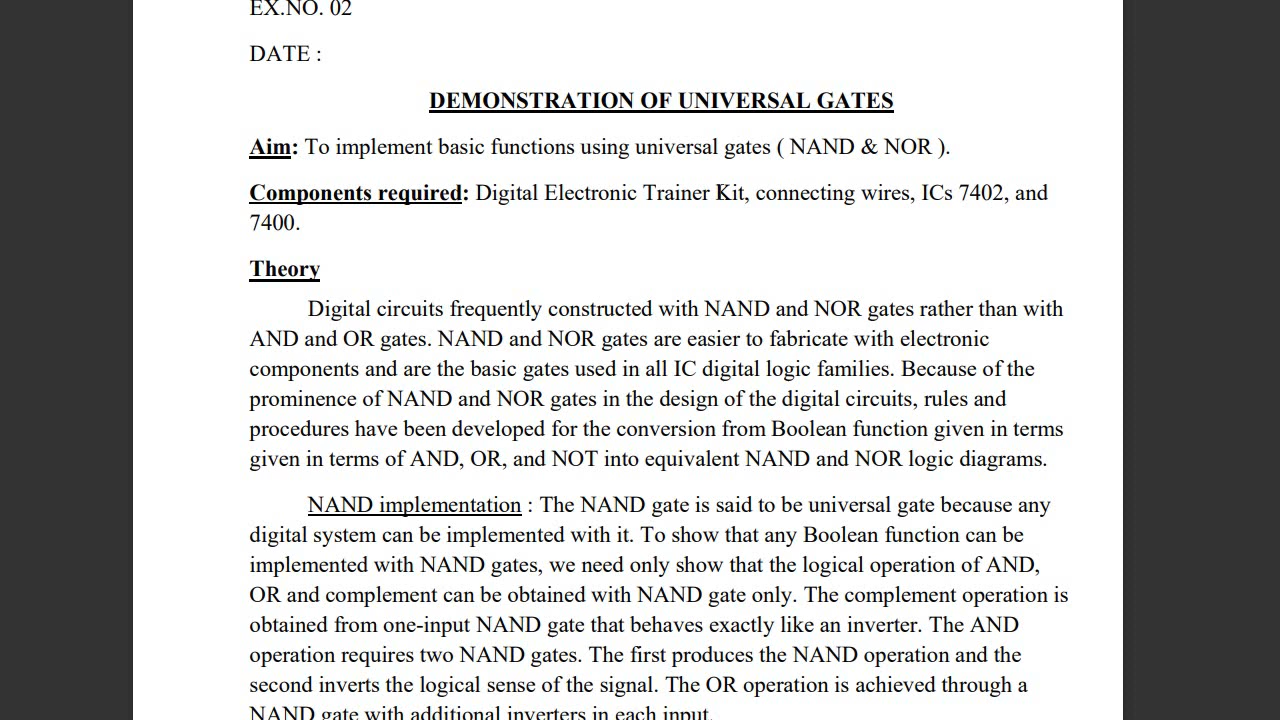 EX.NO. 02
DATE :
DEMONSTRATION OF UNIVERSAL GATES
Aim: To implement basic functions using universal gates ( NAND & NOR ).
Components required: Digital Electronic Trainer Kit, connecting wires, ICs 7402, and
7400.
Theory
Digital circuits frequently constructed with NAND and NOR gates rather than with
AND and OR gates. NAND and NOR gates are easier to fabricate with electronic
components and are the basic gates used in all IC digital logic families. Because of the
prominence of NAND and NOR gates in the design of the digital circuits, rules and
procedures have been developed for the conversion from Boolean function given in terms
given in terms of AND, OR, and NOT into equivalent NAND and NOR logic diagrams.
NAND implementation : The NAND gate is said to be universal gate because any
digital system can be implemented with it. To show that any Boolean function can be
implemented with NAND gates, we need only show that the logical operation of AND,
OR and complement can be obtained with NAND gate only. The complement operation is
obtained from one-input NAND gate that behaves exactly like an inverter. The AND
operation requires two NAND gates. The first produces the NAND operation and the
second inverts the logical sense of the signal. The OR operation is achieved through a
NAND gate with additional inverters in each input.